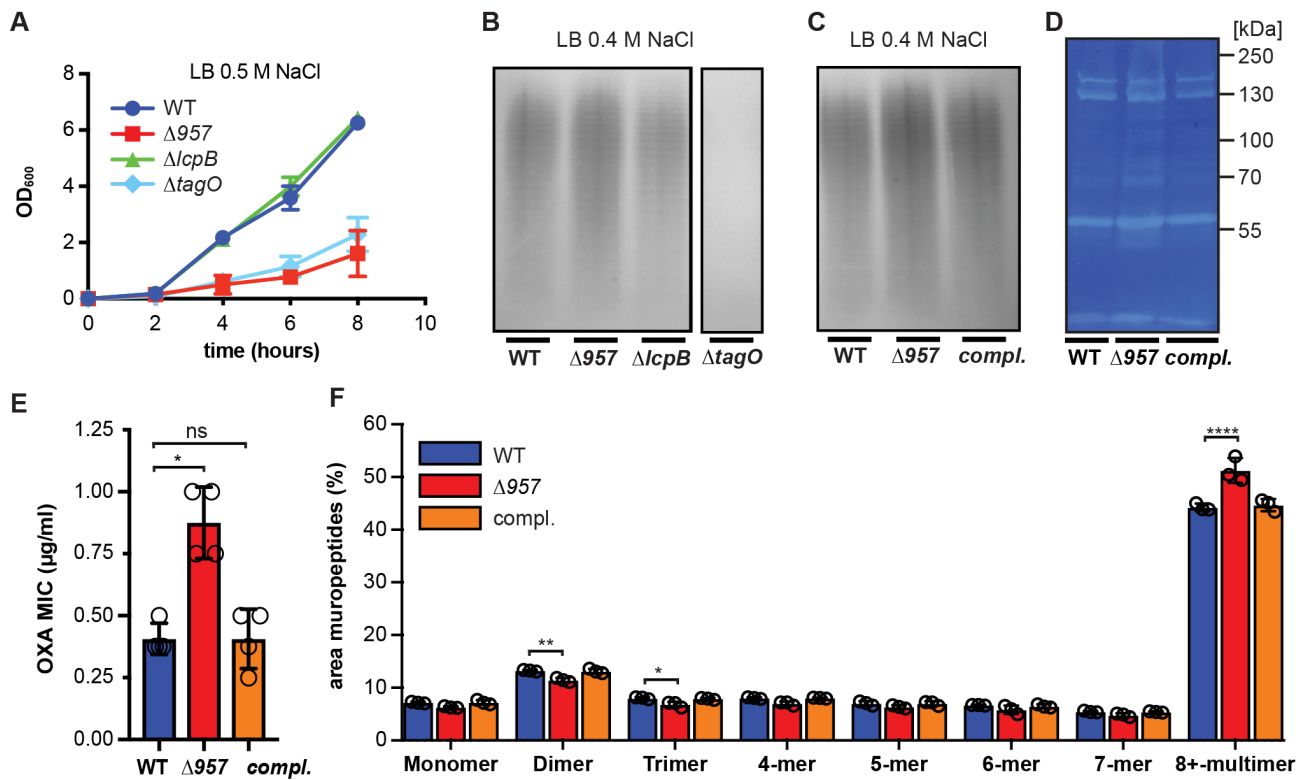 A
LB 0.5 M NaCl
8
6
4
2
0
OD600
WT
Δ957
ΔlcpB
ΔtagO
0 2 4 6 8 10
time (hours)
B
LB 0.4 M NaCl
WT Δ957 ΔlcpB ΔtagO
C
LB 0.4 M NaCl
WT Δ957 compl.
D
[kDa]
250
130
100
70
55
WT Δ957 compl.
E
1.25
1.00
0.75
0.50
0.25
0.00
OXA MIC (µg/ml)
ns
*
WT Δ957 compl.
F
60
50
40
30
20
10
0
area muropeptides (%)
WT
Δ957
compl.
**
*
****
Monomer Dimer Trimer 4-mer 5-mer 6-mer 7-mer 8+-multimer